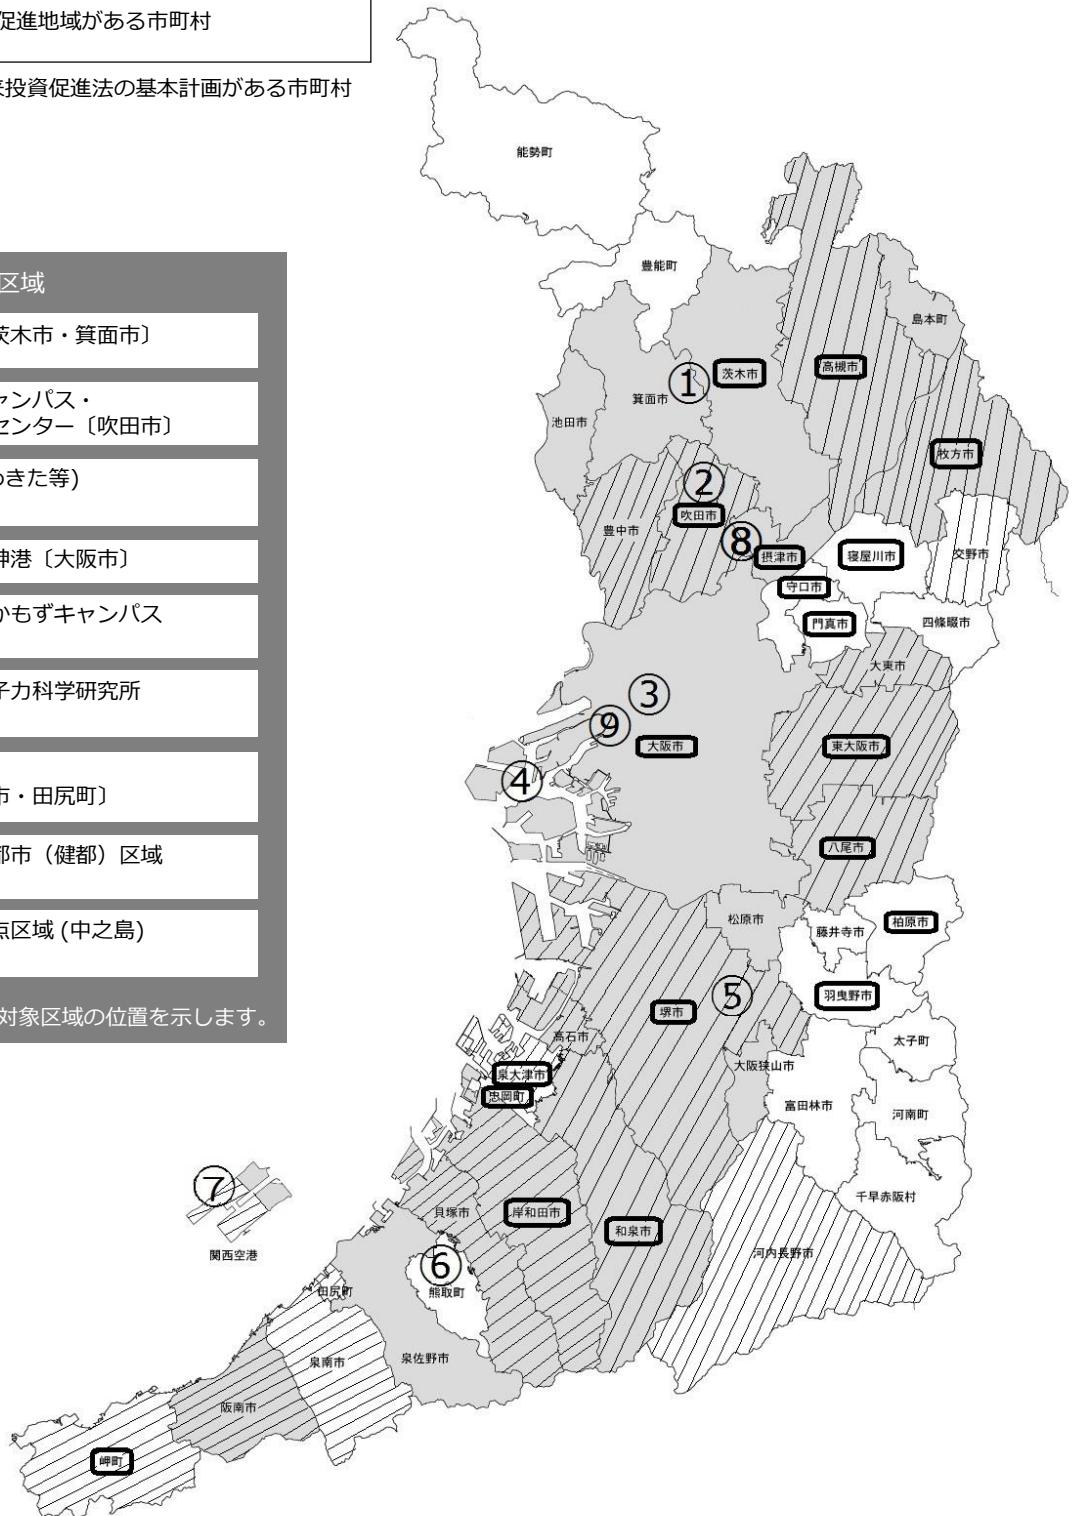 促進地域がある市町村
来投資促進法の基本計画がある市町村
区域
茨木市・箕面市〕
ャンパス・
センター〔吹田市〕
めきた等)
神港〔大阪市〕
かもずキャンパス
子力科学研究所
市・田尻町〕
都市（健都）区域
点区域 (中之島)
対象区域の位置を示します。
能勢町
豊能町
島本町
高槻市
茨木市
①
箕面市
池田市
枚方市
②
吹田市
豊中市
⑧
摂津市
寝屋川市
交野市
守口市
門真市
四條畷市
大東市
③
⑨
大阪市
東大阪市
④
八尾市
松原市
藤井寺市
柏原市
⑤
羽曳野市
堺市
高石市
太子町
大阪狭山市
泉大津市
忠岡町
富田林市
河南町
⑦
千早赤阪村
貝塚市
岸和田市
和泉市
関西空港
河内長野市
⑥
熊取町
田尻町
泉佐野市
泉南市
阪南市
岬町